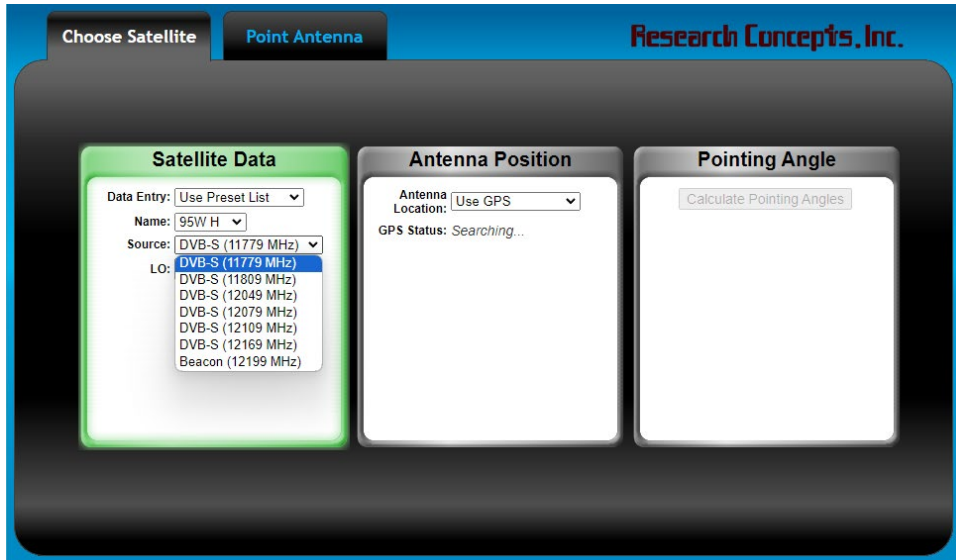 Choose Satellite
Point Antenna
Research Concepts, Inc.
Satellite Data
Data Entry: Use Preset List
Name: 95W H
Source: DVB-S (11779 MHz)
LO:
DVB-S (11779 MHz)
DVB-S (11809 MHz)
DVB-S (12049 MHz)
DVB-S (12079 MHz)
DVB-S (12109 MHz)
DVB-S (12169 MHz)
Beacon (12199 MHz)
Antenna Position
Antenna
Location: Use GPS
GPS Status: Searching...
Pointing Angle
Calculate Pointing Angles